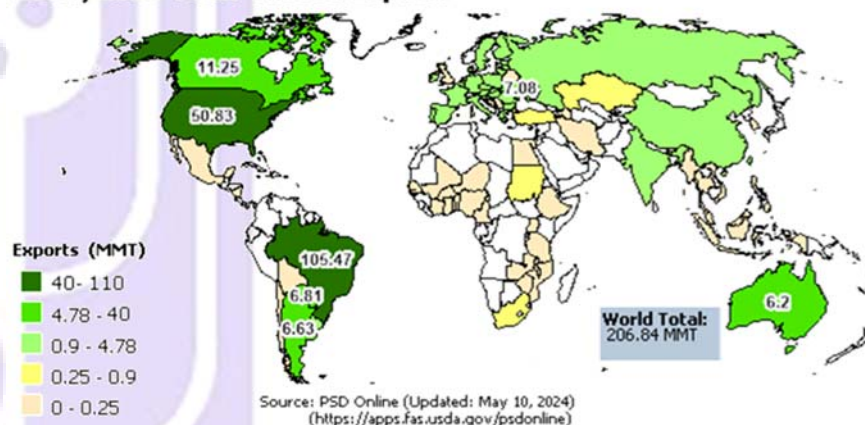 11.25
50.83
7.08
105.47
6.81
6.63
6.2
Exports (MMT)
40- 110
4.78 - 40
0.9 - 4.78
0.25 - 0.9
0 - 0.25
World Total:
206.84 MMT
Source: PSD Online (Updated: May 10, 2024)
(https://apps.fas.usda.gov/psdonline)